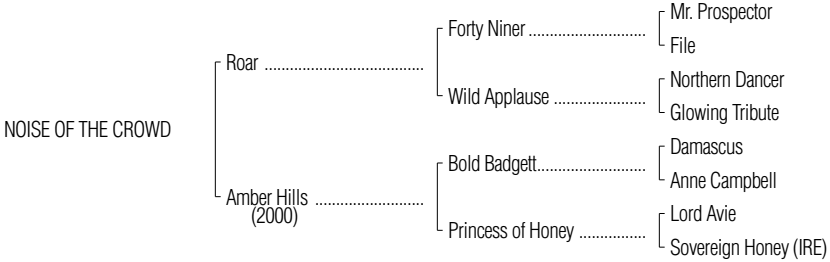 Mr. Prospector
Forty Niner ............................
File
Roar ......................................
Northern Dancer
Wild Applause ......................
Glowing Tribute
NOISE OF THE CROWD
Damascus
Bold Badgett..........................
Anne Campbell
Amber Hills ..........................
(2000)
Lord Avie
Princess of Honey ................
Sovereign Honey (IRE)